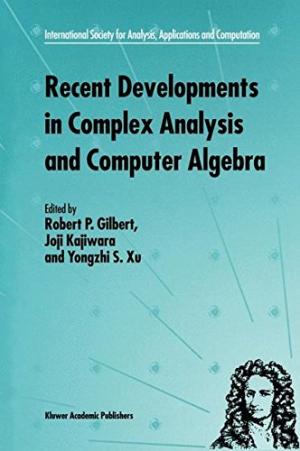 International Society for Analysis, Applications and Computation
Recent Developments
in Complex Analysis
and Computer Algebra
Edited by
Robert P. Gilbert,
Joji Kajiwara
and Yongzhi S. Xu
Kluwer Academic Publishers